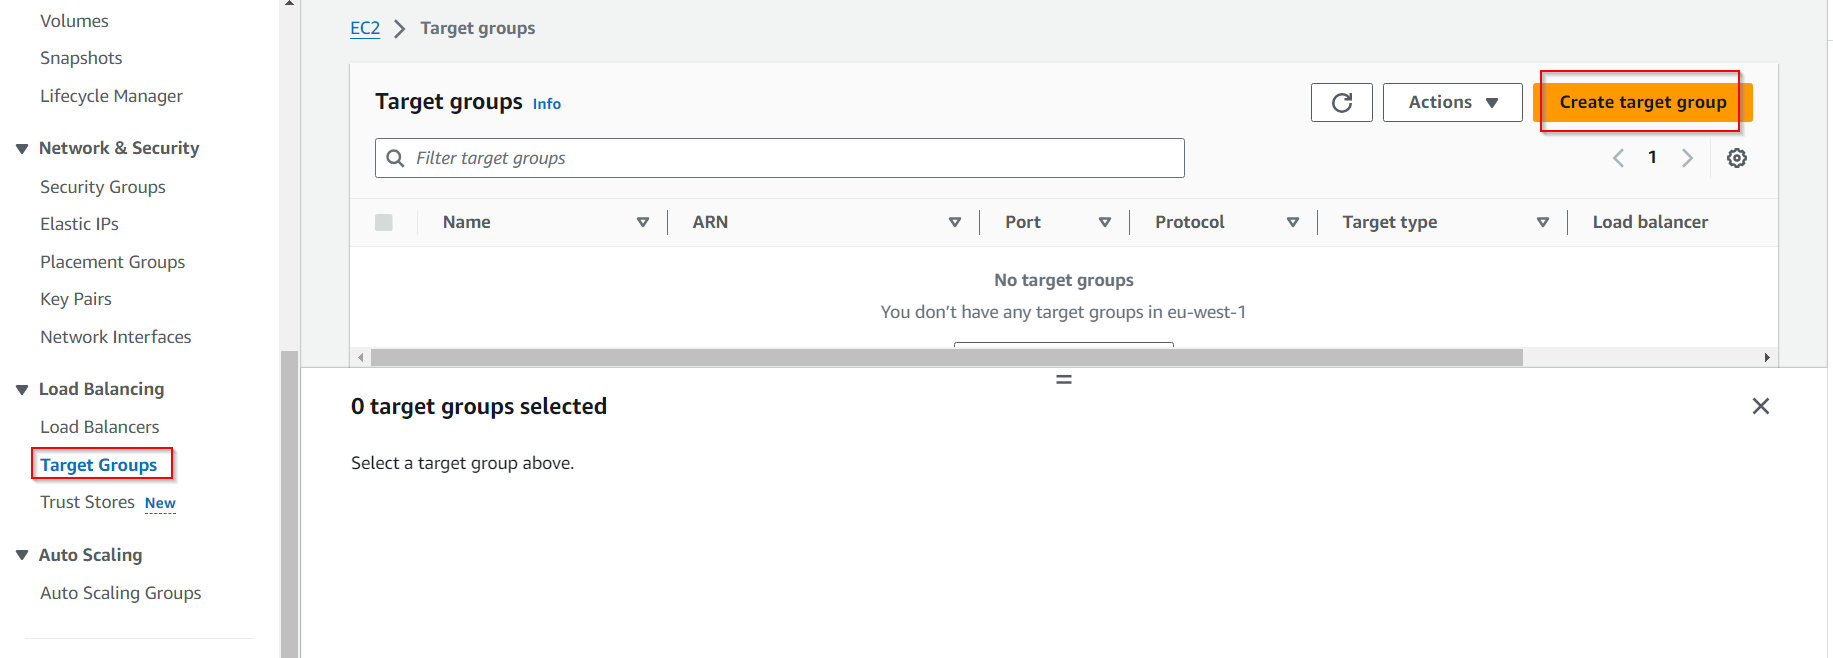 Volumes
Snapshots
Lifecycle Manager
Network & Security
Security Groups
Elastic IPs
Placement Groups
Key Pairs
Network Interfaces
Load Balancing
Load Balancers
Target Groups
Trust Stores New
Auto Scaling
Auto Scaling Groups
EC2 > Target groups
Target groups Info
Actions
Create target group
Filter target groups
1
Name ARN Port Protocol Target type Load balancer
No target groups
You don’t have any target groups in eu-west-1
0 target groups selected
Select a target group above.